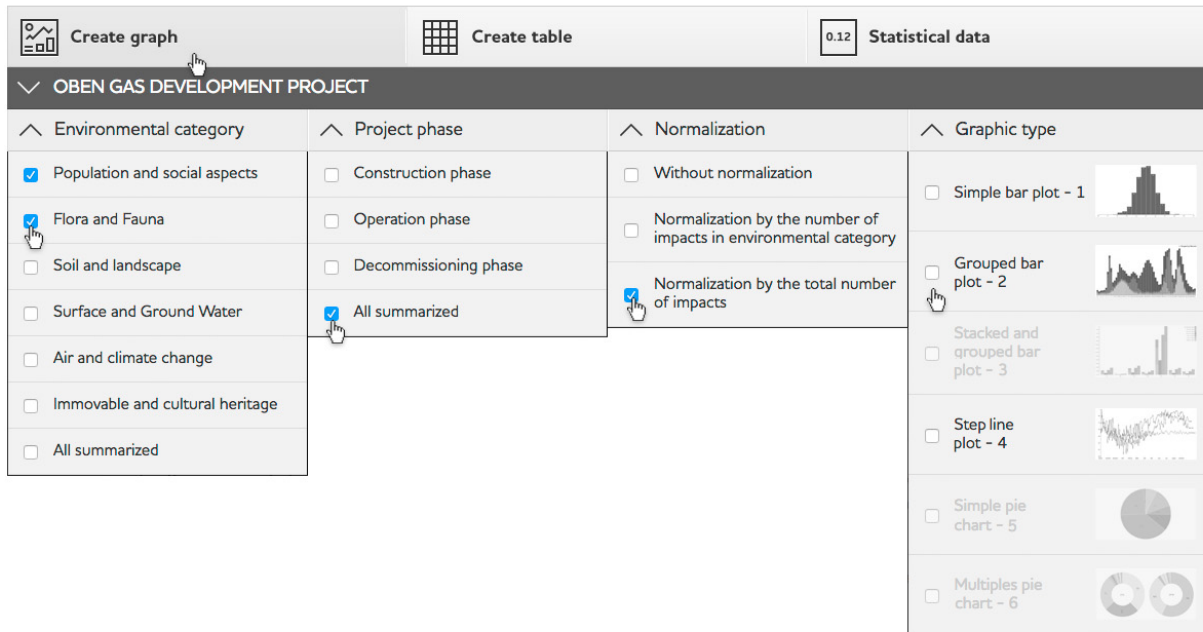 Create graph
Create table
0.12
Statistical data
OBEN GAS DEVELOPMENT PROJECT
Environmental category
Population and social aspects
Flora and Fauna
Soil and landscape
Surface and Ground Water
Air and climate change
Immovable and cultural heritage
All summarized
Project phase
Construction phase
Operation phase
Decommissioning phase
All summarized
Normalization
Without normalization
Normalization by the number of
impacts in environmental category
Normalization by the total number
of impacts
Graphic type
Simple bar plot - 1
Grouped bar
plot - 2
Stacked and
grouped bar
plot - 3
Step line
plot - 4
Simple pie
chart - 5
Multiples pie
chart - 6